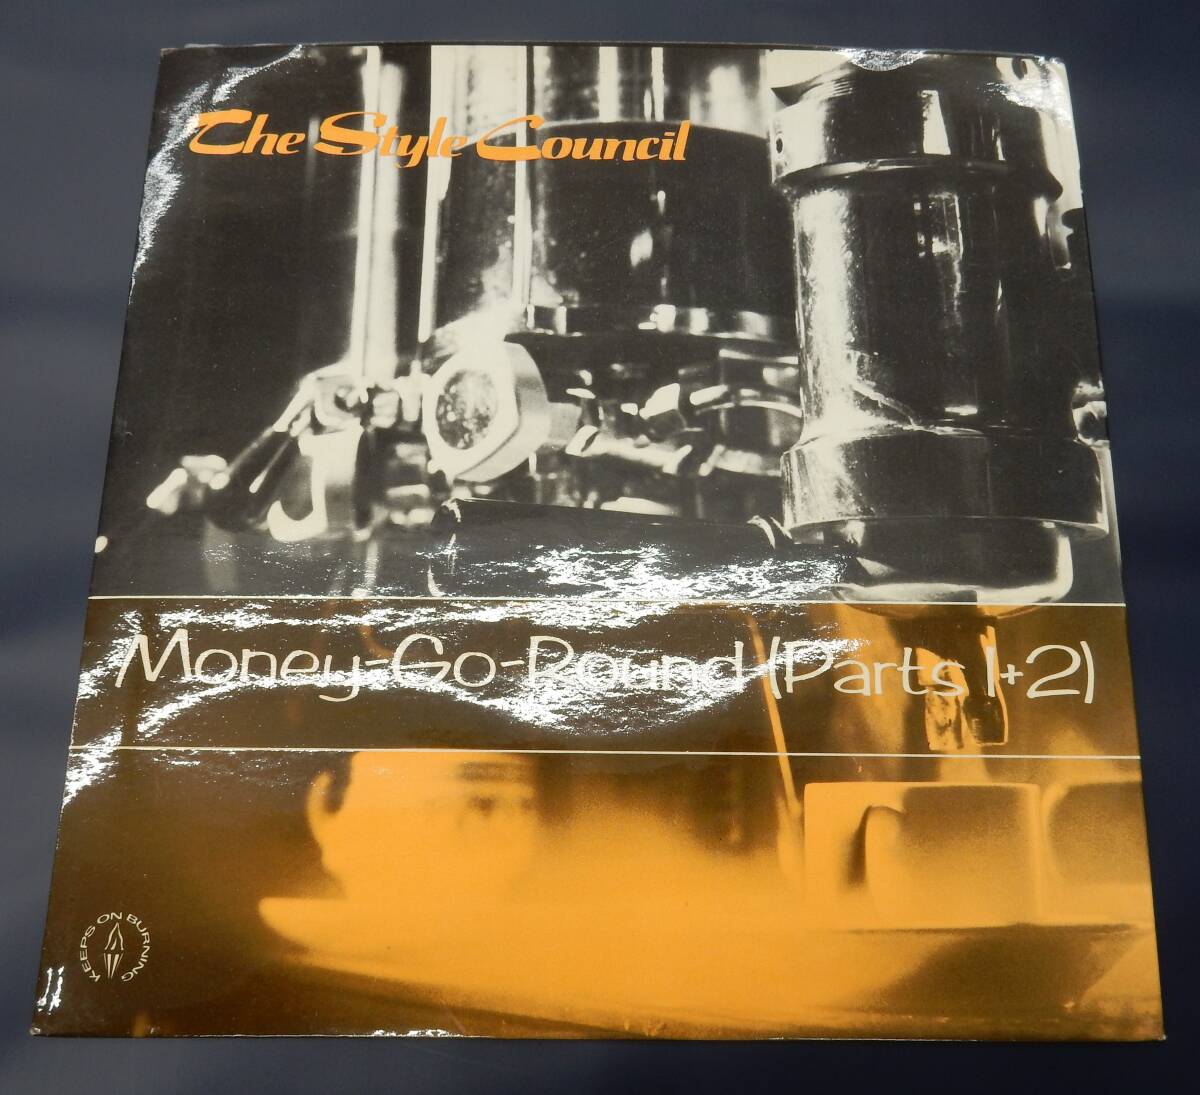 The Style Council
Money-Go-Round (Parts 1+2)
KEEPS ON BURNING